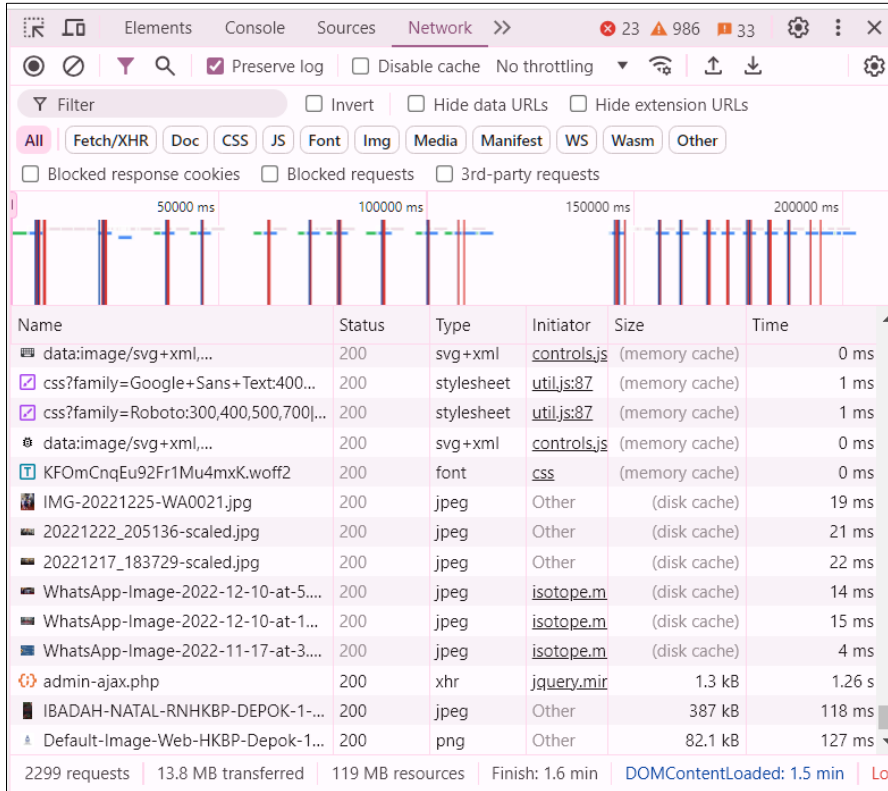 Elements Console Sources Network 23 986 33
Preserve log Disable cache No throttling
Filter Invert Hide data URLs Hide extension URLs
All Fetch/XHR Doc CSS JS Font Img Media Manifest WS Wasm Other
Blocked response cookies Blocked requests 3rd-party requests
50000 ms 100000 ms 150000 ms 200000 ms
Name Status Type Initiator Size Time
data:image/svg+xml,... 200 svg+xml controls.js (memory cache) 0 ms
css?family=Google+Sans+Text:400... 200 stylesheet util.js:87 (memory cache) 1 ms
css?family=Roboto:300,400,500,700|... 200 stylesheet util.js:87 (memory cache) 1 ms
data:image/svg+xml,... 200 svg+xml controls.js (memory cache) 0 ms
KFOmCnqEu92Fr1Mu4mxK.woff2 200 font css (memory cache) 0 ms
IMG-20221225-WA0021.jpg 200 jpeg Other (disk cache) 19 ms
20221222_205136-scaled.jpg 200 jpeg Other (disk cache) 21 ms
20221217_183729-scaled.jpg 200 jpeg Other (disk cache) 22 ms
WhatsApp-Image-2022-12-10-at-5.... 200 jpeg isotope.m (disk cache) 14 ms
WhatsApp-Image-2022-12-10-at-1... 200 jpeg isotope.m (disk cache) 15 ms
WhatsApp-Image-2022-11-17-at-3.... 200 jpeg isotope.m (disk cache) 4 ms
admin-ajax.php 200 xhr jquery.mir 1.3 kB 1.26 s
IBADAH-NATAL-RNHKBP-DEPOK-1-... 200 jpeg Other 387 kB 118 ms
Default-Image-Web-HKBP-Depok-1... 200 png Other 82.1 kB 127 ms
2299 requests 13.8 MB transferred 119 MB resources Finish: 1.6 min DOMContentLoaded: 1.5 min Lo